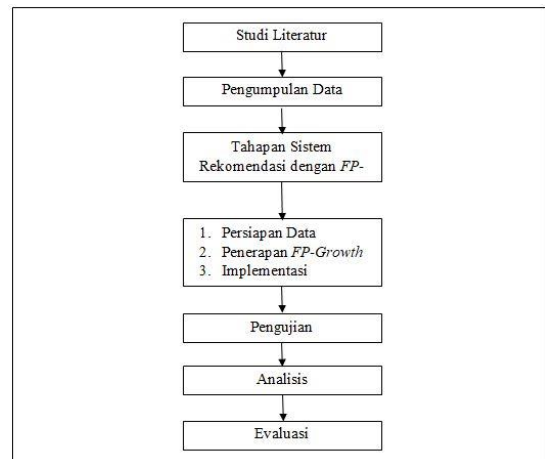 Studi Literatur
Pengumpulan Data
Tahapan Sistem
Rekomendasi dengan FP-
1. Persiapan Data
2. Penerapan FP-Growth
3. Implementasi
Pengujian
Analisis
Evaluasi